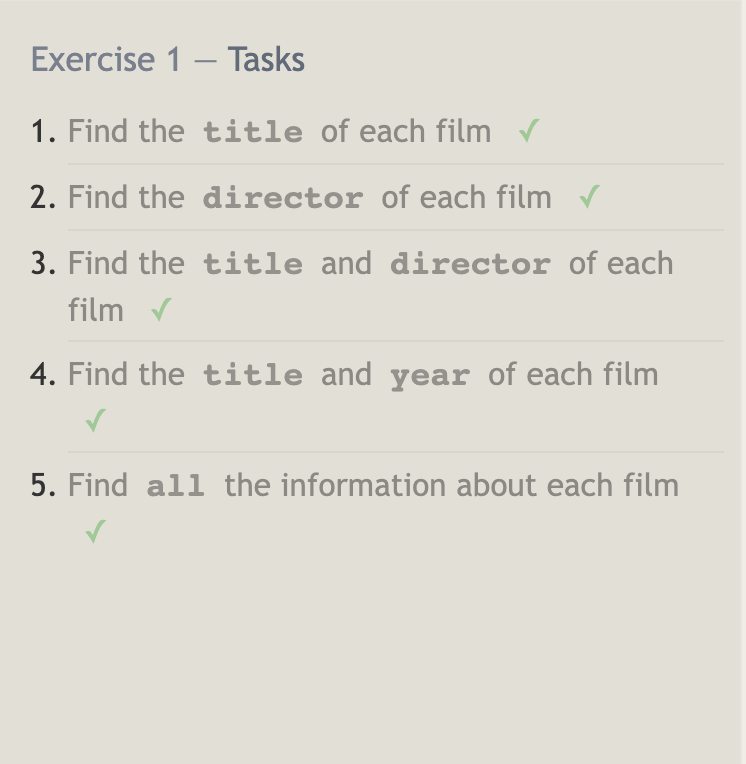 Exercise 1 — Tasks
1. Find the title of each film ✓
2. Find the director of each film ✓
3. Find the title and director of each
film ✓
4. Find the title and year of each film
✓
5. Find all the information about each film
✓